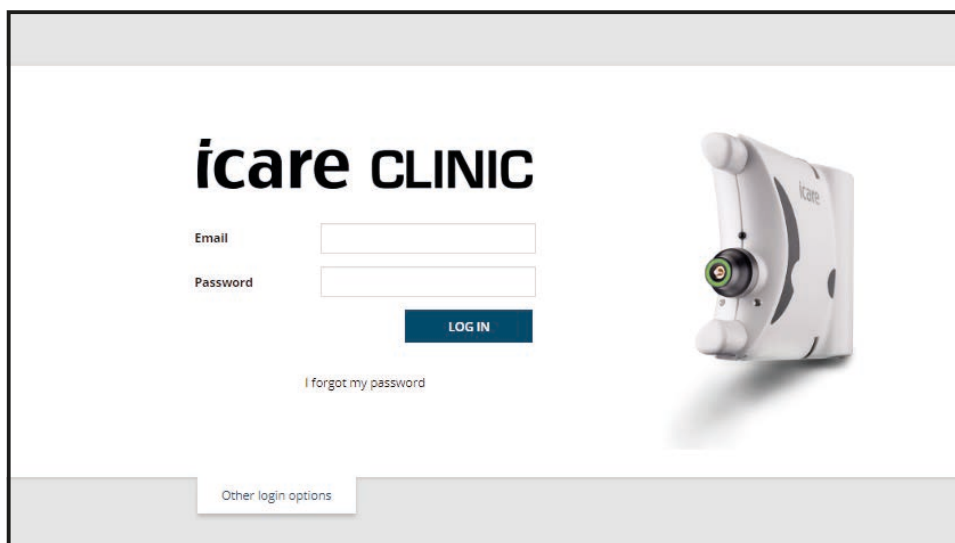 icare CLINIC
icare
Email
Password
LOG IN
I forgot my password
Other login options